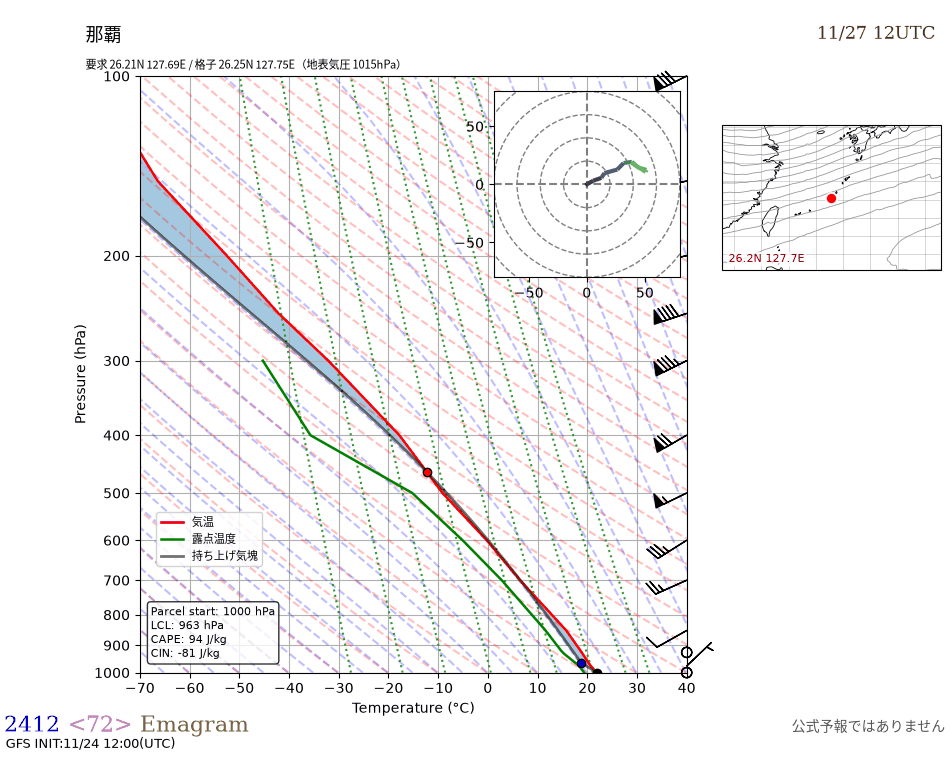 那覇
11/27 12UTC
要求 26.21N 127.69E / 格子 26.25N 127.75E（地表気圧 1015hPa）
100
200
300
400
500
600
700
800
900
1000
Pressure (hPa)
50
0
−50
−50 0 50
26.2N 127.7E
気温
露点温度
持ち上げ気塊
Parcel start: 1000 hPa
LCL: 963 hPa
CAPE: 94 J/kg
CIN: -81 J/kg
−70 −60 −50 −40 −30 −20 −10 0 10 20 30 40
Temperature (°C)
2412 <72> Emagram
公式予報ではありません
GFS INIT:11/24 12:00(UTC)